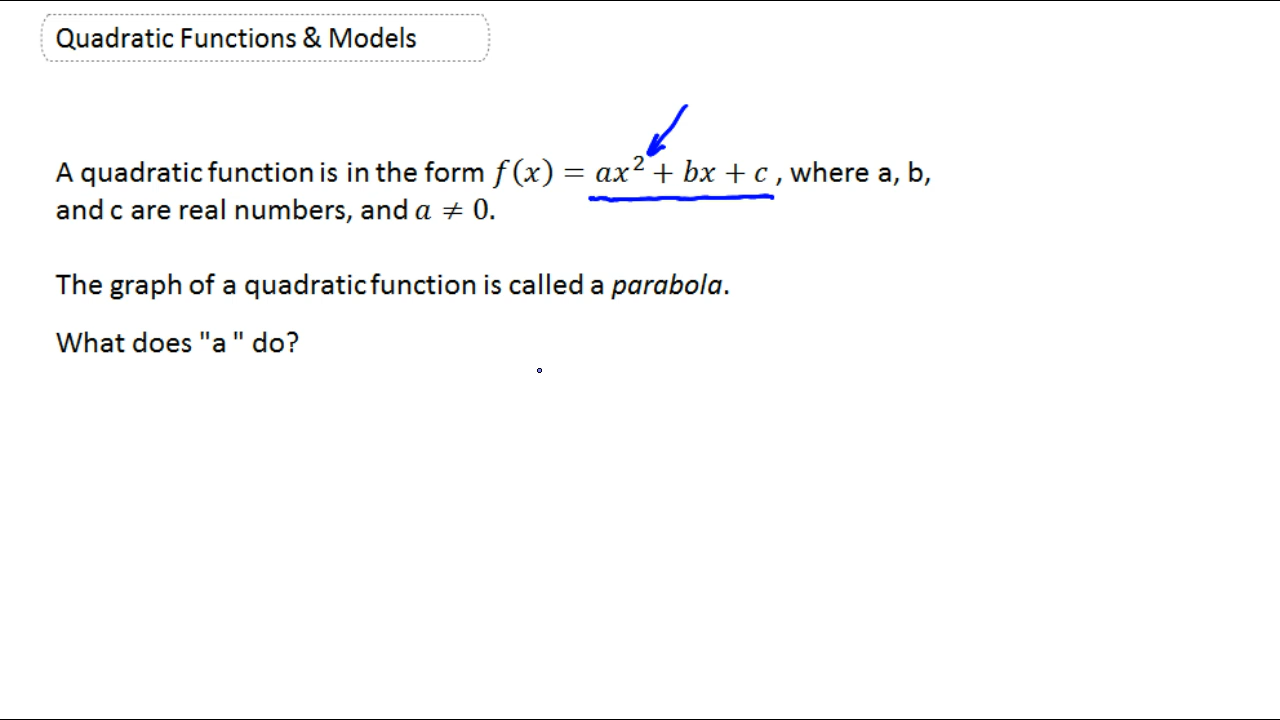 Quadratic Functions & Models
A quadratic function is in the form f(x) = ax² + bx + c , where a, b,
and c are real numbers, and a ≠ 0.
The graph of a quadratic function is called a parabola.
What does "a " do?